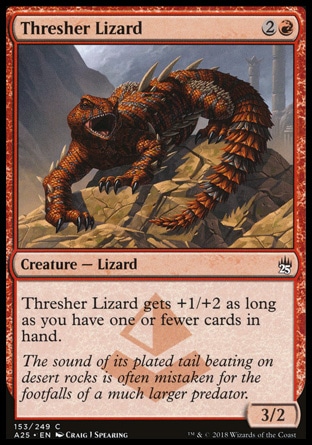 Thresher Lizard 2
Creature — Lizard
25
Thresher Lizard gets +1/+2 as long
as you have one or fewer cards in
hand.
The sound of its plated tail beating on
desert rocks is often mistaken for the
footfalls of a much larger predator.
3/2
153/249 C
A25 • EN Craig J Spearing
™ & © 2018 Wizards of the Coast